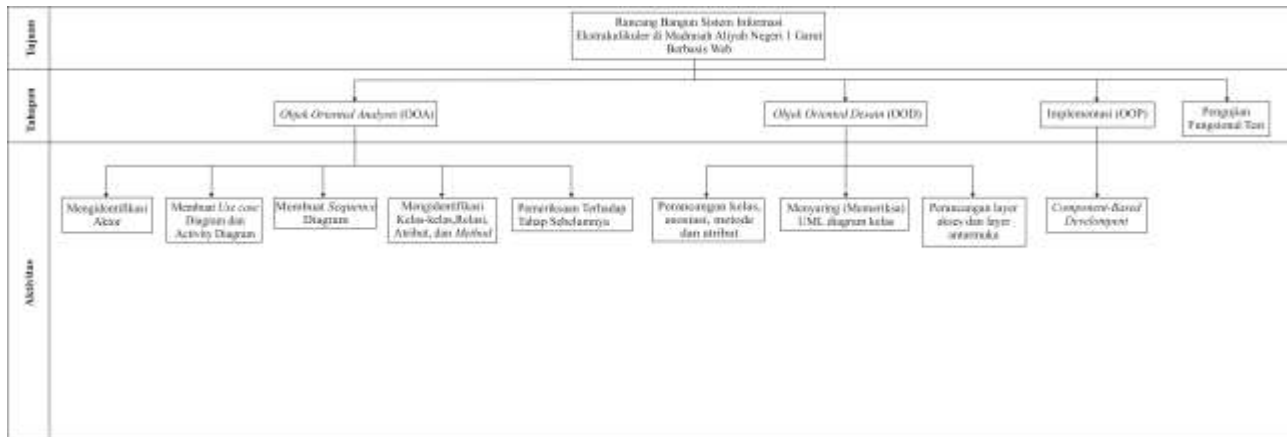 Tujuan
Rancang Bangun Sistem Informasi
Ekstrakulikuler di Madrasah Aliyah Negeri 1 Garut
Berbasis Web
Tahapan
Objek Oriented Analysis (OOA)
Objek Oriented Desain (OOD)
Implementasi (OOP)
Pengujian
Fungsional Test
Aktivitas
Mengidentifikasi
Aktor
Membuat Use case
Diagram dan
Activity Diagram
Membuat Sequence
Diagram
Mengidentifikasi
Kelas-kelas,Relasi,
Atribut, dan Method
Pemeriksaan Terhadap
Tahap Sebelumnya
Perancangan kelas,
asosiasi, metode
dan atribut
Menyaring (Memeriksa)
UML diagram kelas
Perancangan layer
akses dan layer
antarmuka
Component-Based
Development